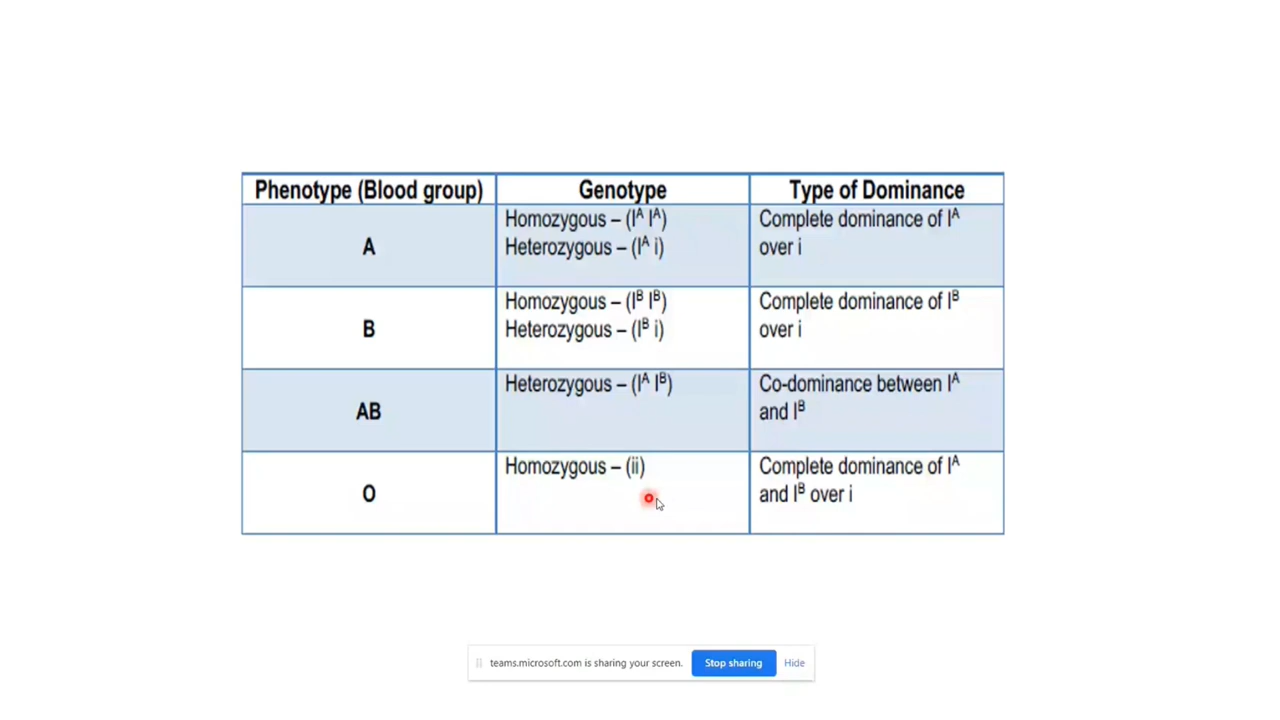 Phenotype (Blood group) Genotype Type of Dominance
A
Homozygous – (Iᴬ Iᴬ)
Heterozygous – (Iᴬ i)
Complete dominance of Iᴬ
over i
B
Homozygous – (Iᴮ Iᴮ)
Heterozygous – (Iᴮ i)
Complete dominance of Iᴮ
over i
AB
Heterozygous – (Iᴬ Iᴮ)
Co-dominance between Iᴬ
and Iᴮ
O
Homozygous – (ii)
Complete dominance of Iᴬ
and Iᴮ over i
teams.microsoft.com is sharing your screen. Stop sharing Hide